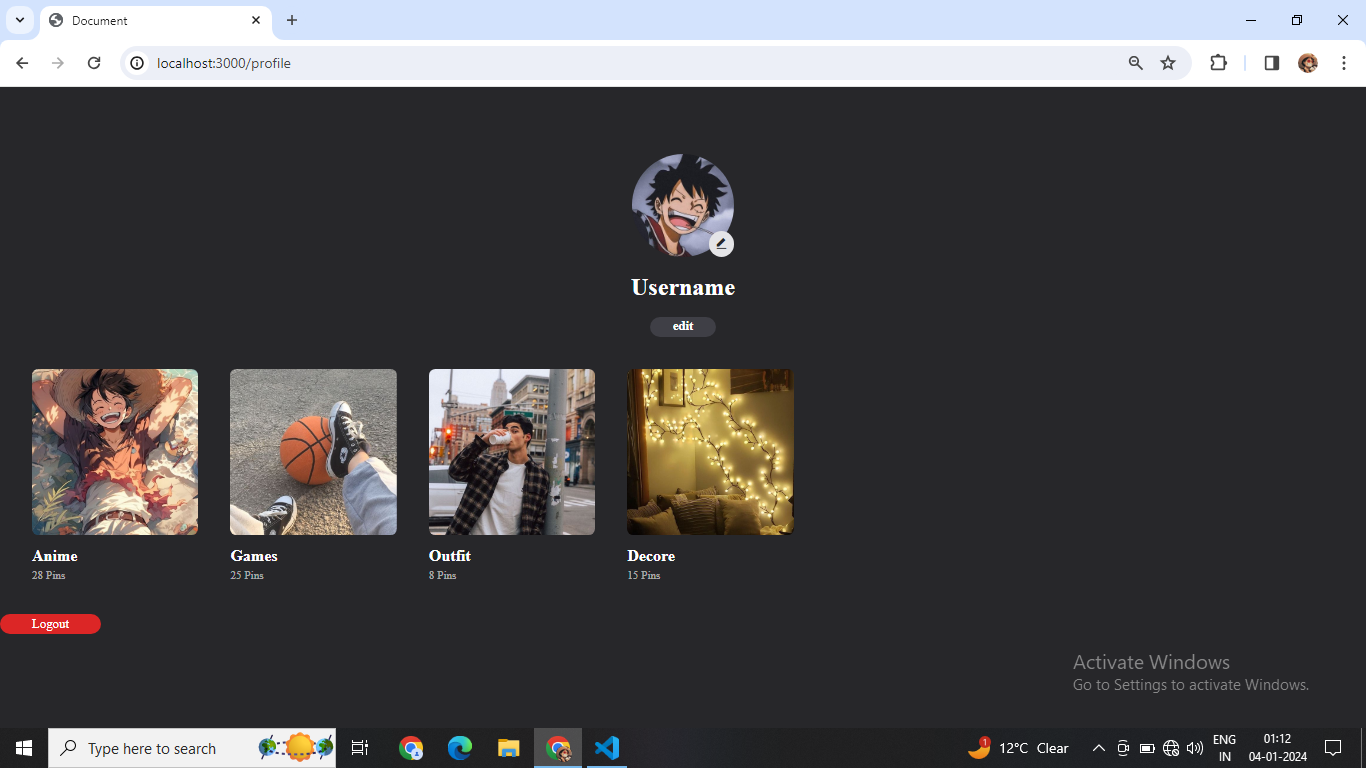 Document
localhost:3000/profile
Username
edit
Anime
28 Pins
Games
25 Pins
Outfit
8 Pins
Decore
15 Pins
Logout
Activate Windows
Go to Settings to activate Windows.
Type here to search
1
12°C Clear
ENG
IN
01:12
04-01-2024